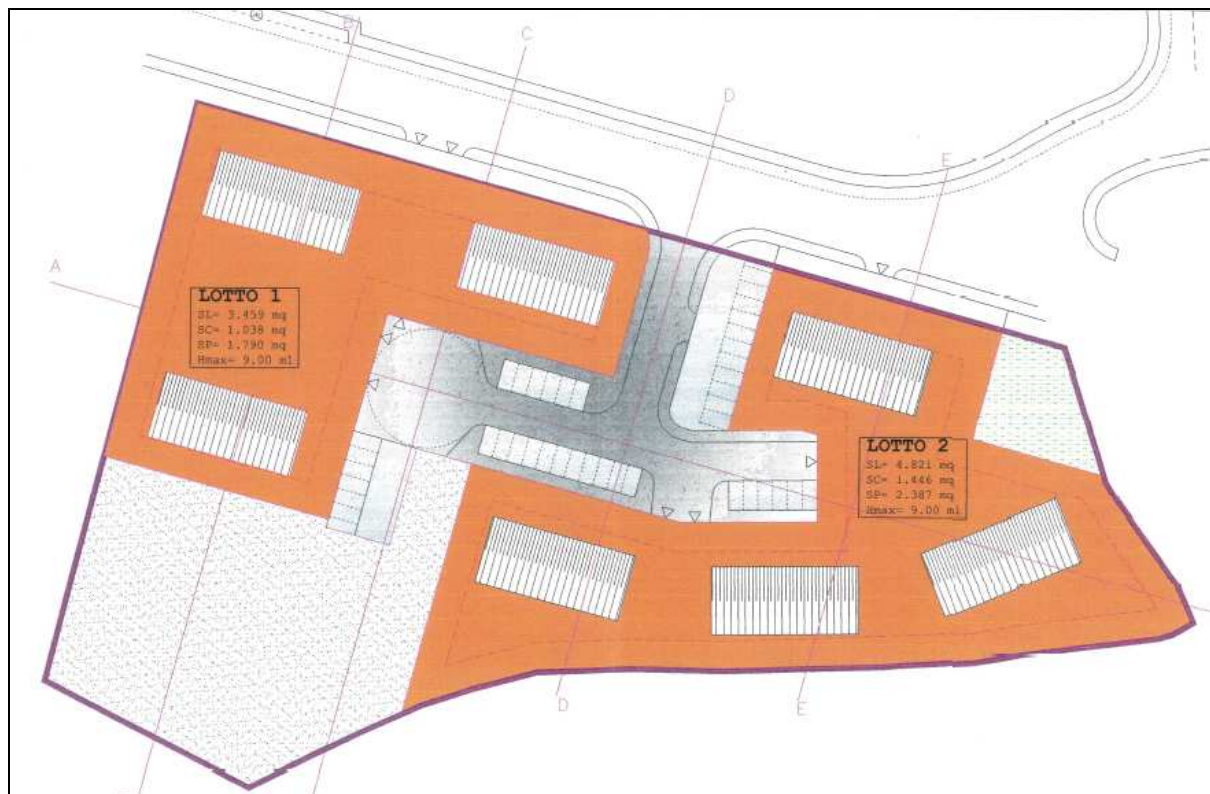 B
C
D
E
A
LOTTO 1
SL= 3.459 mq
SC= 1.038 mq
SP= 1.790 mq
Hmax= 9.00 ml
LOTTO 2
SL= 4.821 mq
SC= 1.446 mq
SP= 2.387 mq
Hmax= 9.00 ml
D
E